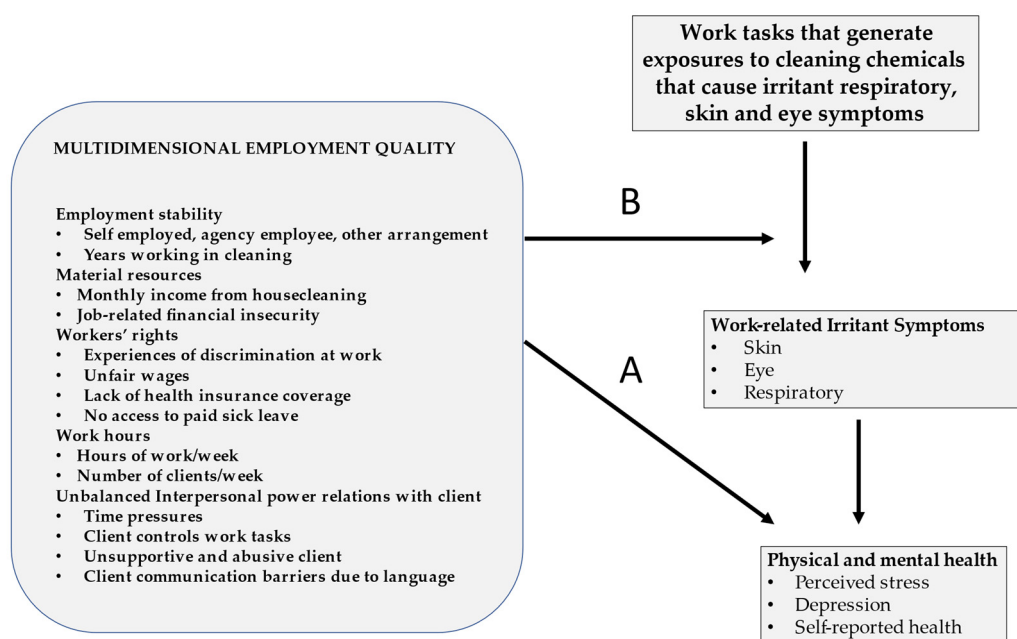 Work tasks that generate
exposures to cleaning chemicals
that cause irritant respiratory,
skin and eye symptoms
MULTIDIMENSIONAL EMPLOYMENT QUALITY
Employment stability
• Self employed, agency employee, other arrangement
• Years working in cleaning
Material resources
• Monthly income from housecleaning
• Job-related financial insecurity
Workers' rights
• Experiences of discrimination at work
• Unfair wages
• Lack of health insurance coverage
• No access to paid sick leave
Work hours
• Hours of work/week
• Number of clients/week
Unbalanced Interpersonal power relations with client
• Time pressures
• Client controls work tasks
• Unsupportive and abusive client
• Client communication barriers due to language
B
A
Work-related Irritant Symptoms
• Skin
• Eye
• Respiratory
Physical and mental health
• Perceived stress
• Depression
• Self-reported health